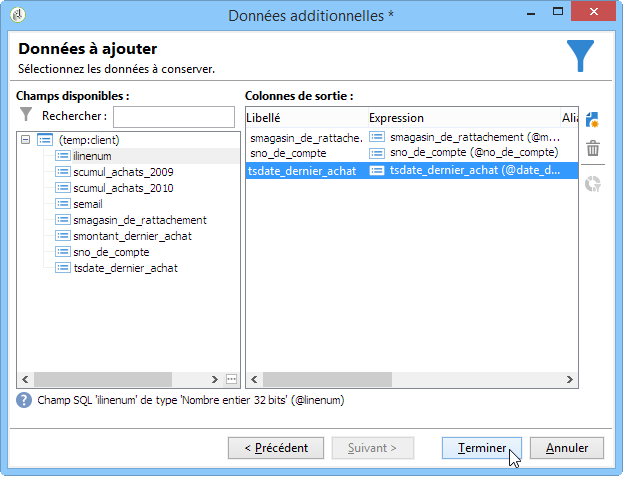 Données additionnelles *
Données à ajouter
Sélectionnez les données à conserver.
Champs disponibles :
Rechercher :
(temp:client)
ilinenum
scumul_achats_2009
scumul_achats_2010
semail
smagasin_de_rattachement
smontant_dernier_achat
sno_de_compte
tsdate_dernier_achat
Colonnes de sortie :
Libellé Expression Alia
smagasin_de_rattache. smagasin_de_rattachement (@m...
sno_de_compte sno_de_compte (@no_de_compte)
tsdate_dernier_achat tsdate_dernier_achat (@date_d...
Champ SQL 'ilinenum' de type 'Nombre entier 32 bits' (@linenum)
< Précédent Suivant > Terminer Annuler